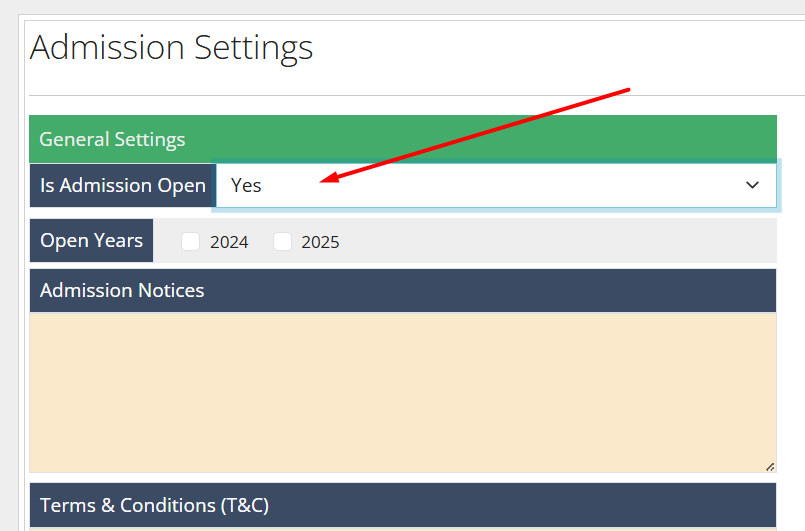 Admission Settings
General Settings
Is Admission Open Yes
Open Years 2024 2025
Admission Notices
Terms & Conditions (T&C)